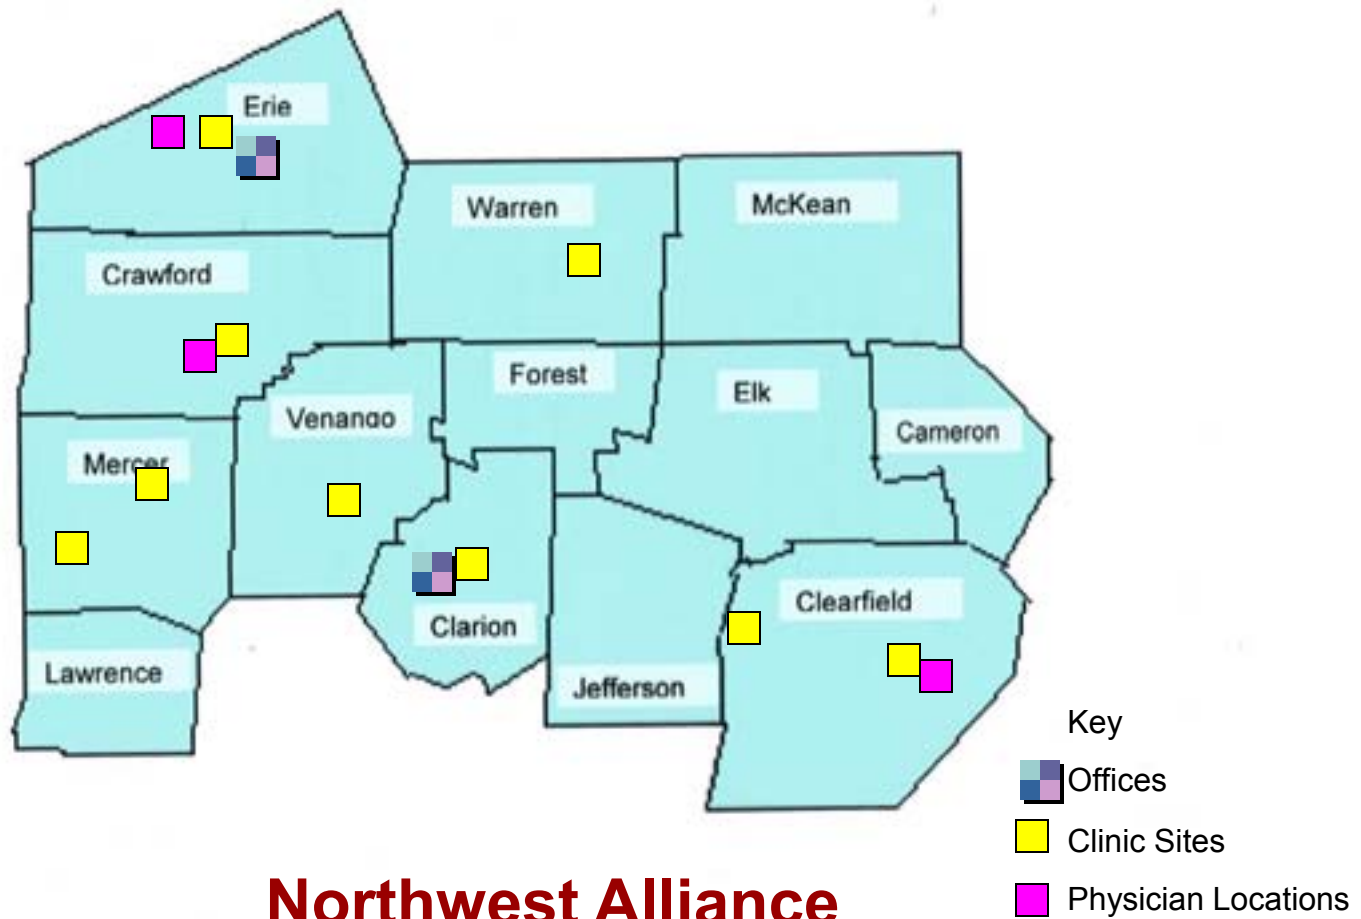 Erie
Warren
McKean
Crawford
Forest
Elk
Venango
Cameron
Mercer
Clearfield
Clarion
Lawrence
Jefferson
Key
Offices
Clinic Sites
Physician Locations
Northwest Alliance